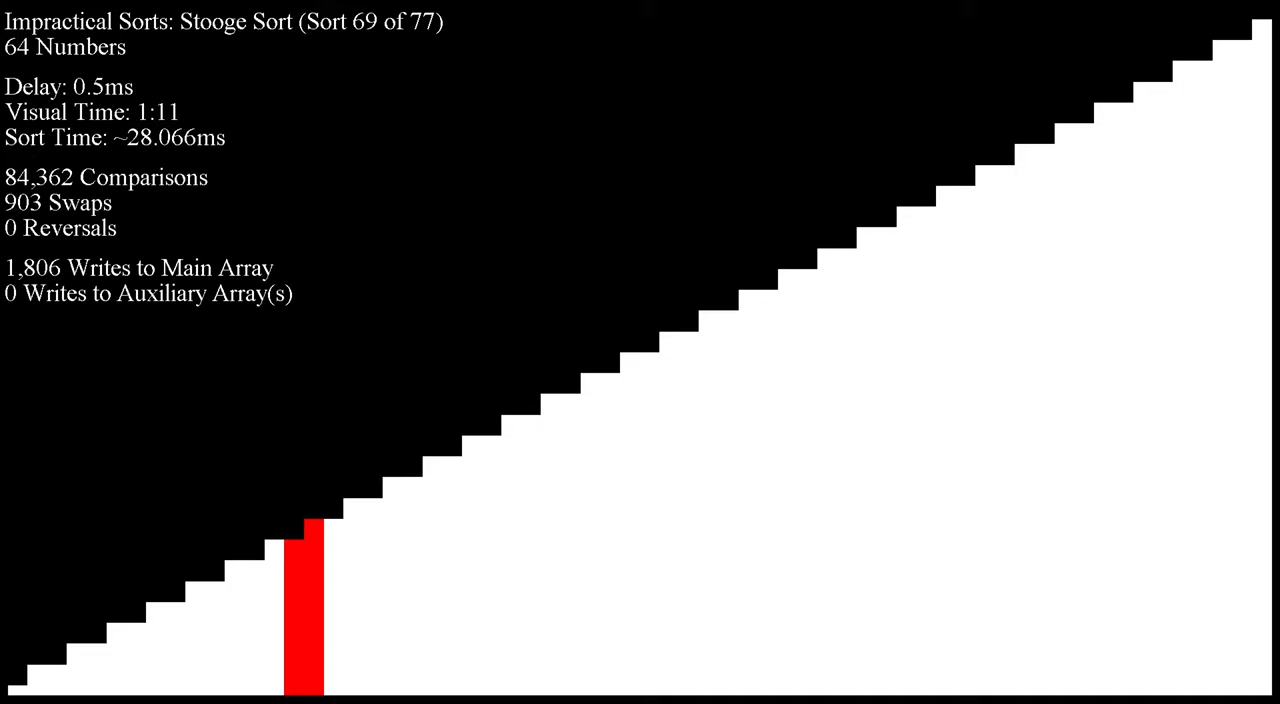 Impractical Sorts: Stooge Sort (Sort 69 of 77)
64 Numbers
Delay: 0.5ms
Visual Time: 1:11
Sort Time: ~28.066ms
84,362 Comparisons
903 Swaps
0 Reversals
1,806 Writes to Main Array
0 Writes to Auxiliary Array(s)